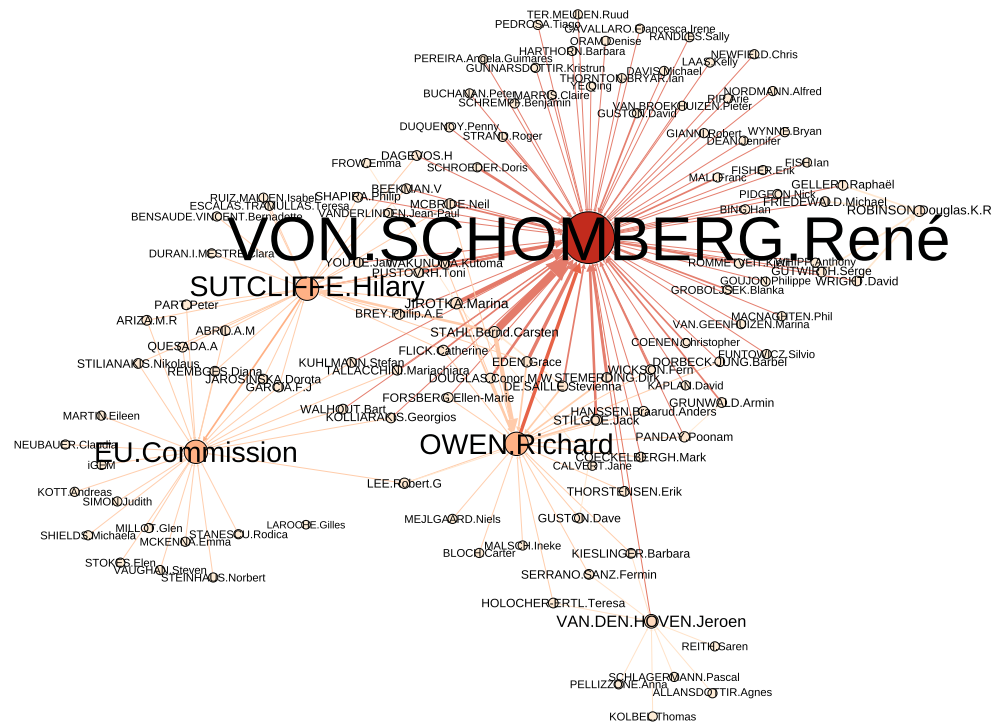 TER.MEULEN.Ruud
PEDROSA.Tiago
CAVALLARO.Francesca.Irene
RANDLES.Sally
ORAM.Denise
HARTHORN.Barbara
NEWFIELD.Chris
PEREIRA.Angela.Guimares
LAAS.Kelly
GUNNARSDOTTIR.Kristrun
DAVIS.Michael
THORNTON.BRYAR.Ian
YE.Qing
BUCHANAN.Peter
MARRIS.Claire
NORDMANN.Alfred
RIP.Arie
SCHREMPF.Benjamin
VAN.BROEKHUIZEN.Pieter
GUSTON.David
DUQUENOY.Penny
STRAND.Roger
GIANNI.Robert
WYNNE.Bryan
DEAN.Jennifer
DAGEVOS.H
FROW.Emma
SCHROEDER.Doris
FISH.Ian
FISHER.Erik
MALI.Franc
GELLERT.Raphaël
BEEKMAN.V
RUIZ.MALLEN.Isabel
SHAPIRA.Philip
PIDGEON.Nick
ESCALAS.TRAMULLAS.Teresa
MCBRIDE.Neil
FRIEDEWALD.Michael
BENSAUDE.VINCENT.Bernadette
VANDERLINDEN.Jean-Paul
BING.Han
ROBINSON.Douglas.K.R
VON.SCHOMBERG.René
DURAN.I.MESTRE.Clara
YOUTIE.Jan
WAKUNUMA.Kutoma
PUSTOVRH.Toni
WHIPP.Anthony
GUTWIRTH.Serge
GOUJON.Philippe
WRIGHT.David
SUTCLIFFE.Hilary
GROBOLJSEK.Blanka
PART.Peter
JIROTKA.Marina
BREY.Philip.A.E
ARIZA.M.R
MACNAGHTEN.Phil
VAN.GEENHUIZEN.Marina
ABRIL.A.M
STAHL.Bernd.Carsten
QUESADA.A
COENEN.Christopher
FLICK.Catherine
FUNTOWICZ.Silvio
STILIANAKIS.Nikolaus
KUHLMANN.Stefan
EDEN.Grace
DORBECK-JUNG.Barbel
REMBGES.Diana
TALLACCHINI.Mariachiara
WICKSON.Fern
JAROSINSKA.Dorota
DOUGLAS.Conor.M.W
STEMERDING.Dirk
GARCIA.F.J
DE.SAILLE.Stevienna
KAPLAN.David
FORSBERG.Ellen-Marie
GRUNWALD.Armin
WALHOUT.Bart
HANSSEN.Braarud.Anders
MARTIN.Eileen
KOLLIARAKIS.Georgios
STILGOE.Jack
PANDAY.Poonam
NEUBAUER.Claudia
EU.Commission
OWEN.Richard
COECKELBERGH.Mark
iGEM
CALVERT.Jane
LEE.Robert.G
KOTT.Andreas
THORSTENSEN.Erik
SIMON.Judith
MEJLGAARD.Niels
GUSTON.Dave
LAROCHE.Gilles
MILLOT.Glen
SHIELDS.Michaela
STANESCU.Rodica
MCKENNA.Emma
MALSCH.Ineke
BLOCH.Carter
KIESLINGER.Barbara
STOKES.Elen
VAUGHAN.Steven
STEINHAUS.Norbert
SERRANO.SANZ.Fermin
HOLOCHER-ERTL.Teresa
VAN.DEN.HOVEN.Jeroen
REITH.Saren
SCHLAGERMANN.Pascal
PELLIZZONE.Anna
ALLANSDOTTIR.Agnes
KOLBEL.Thomas